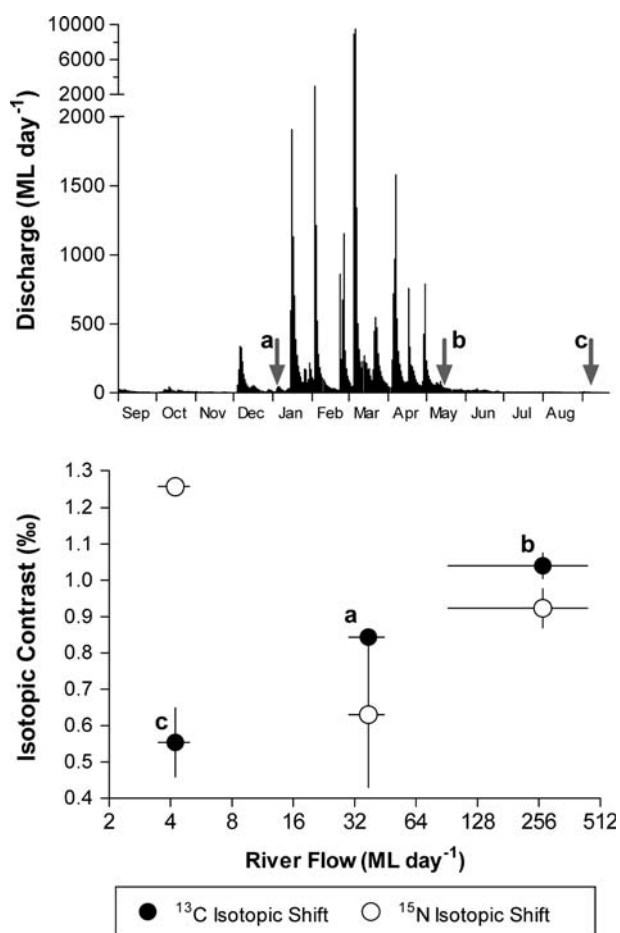 Discharge (ML day⁻¹)
10000
8000
6000
4000
2000
2000
1500
1000
500
0
a
b
c
Sep Oct Nov Dec Jan Feb Mar Apr May Jun Jul Aug
Isotopic Contrast (‰)
1.3
1.2
1.1
1.0
0.9
0.8
0.7
0.6
0.5
0.4
b
a
c
2 4 8 16 32 64 128 256 512
River Flow (ML day⁻¹)
¹³C Isotopic Shift ¹⁵N Isotopic Shift